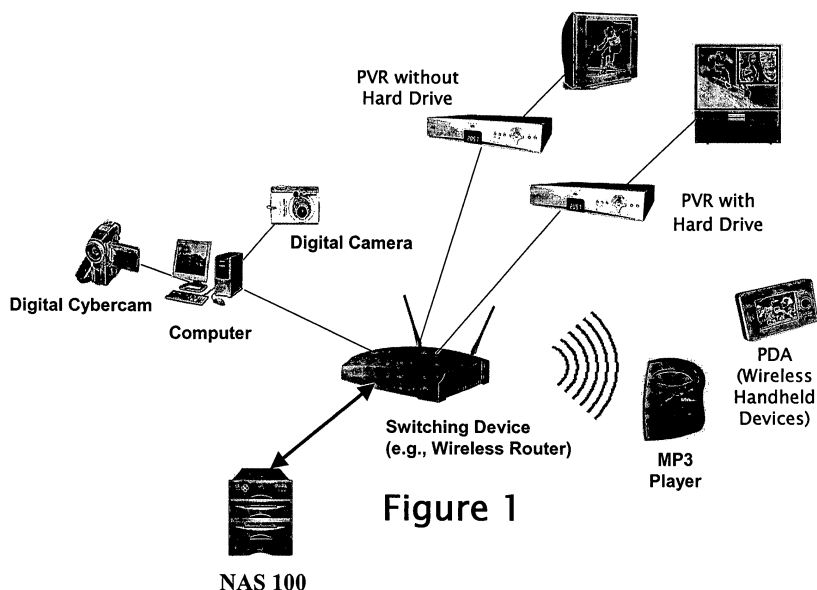 PVR without
Hard Drive
PVR with
Hard Drive
Digital Camera
Digital Cybercam
Computer
PDA
(Wireless
Handheld
Devices)
Switching Device
(e.g., Wireless Router)
MP3
Player
Figure 1
NAS 100